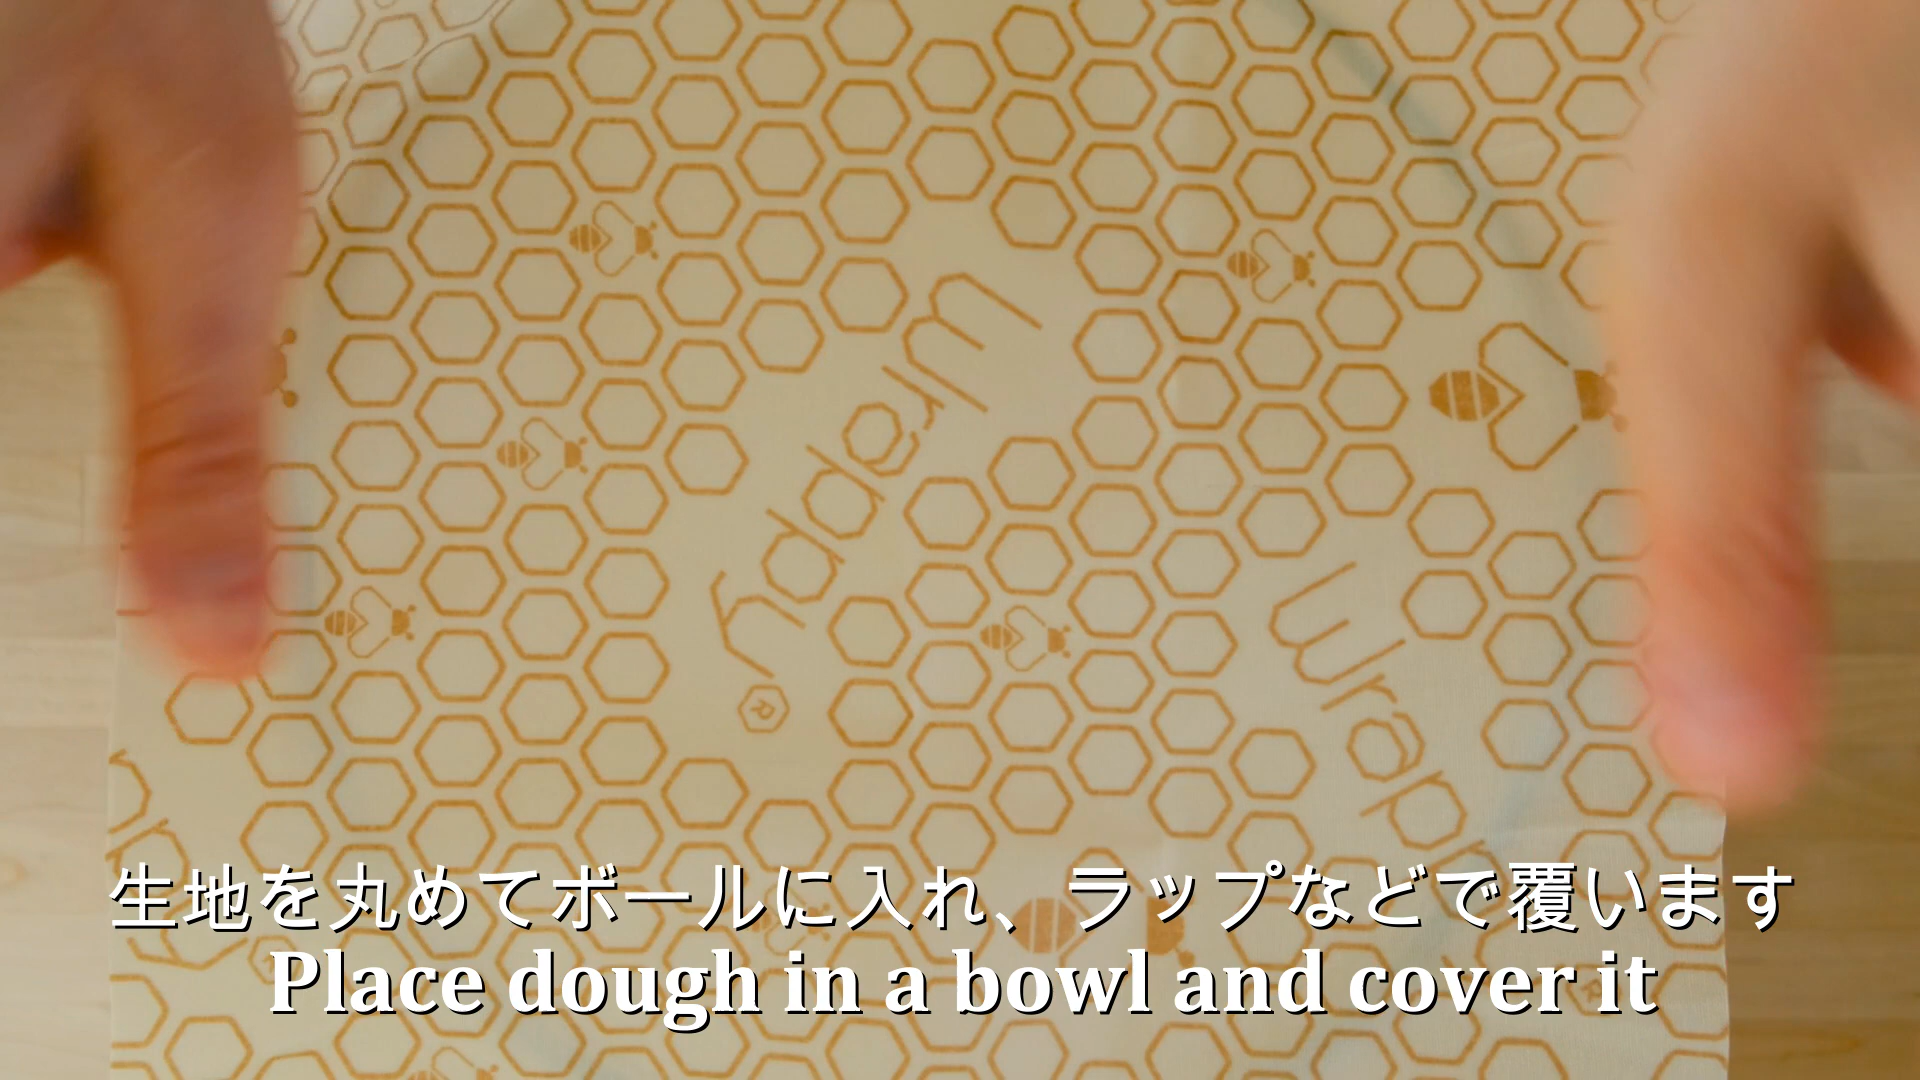 wrappy
®
wrapp
生地を丸めてボールに入れ、ラップなどで覆います
Place dough in a bowl and cover it